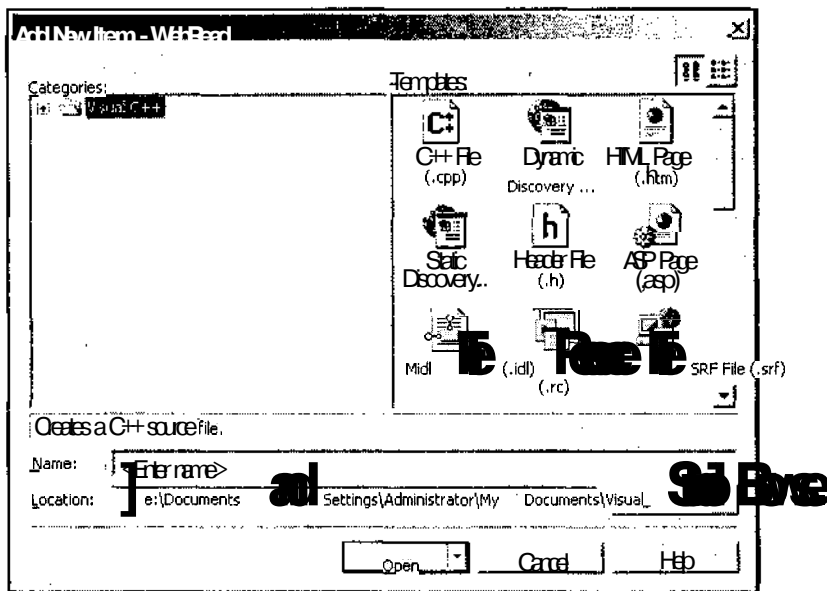 Add New Item - WebRead
Categories:
Templates:
Visual C++
C++ File
(.cpp)
Dynamic
Discovery ...
HTML Page
(.htm)
Static
Discovery...
Header File
(.h)
ASP Page
(.asp)
Midl File (.idl)
Resource File
(.rc)
SRF File (.srf)
Creates a C++ source file.
Name:
<Enter name>
Location:
e:\Documents and Settings\Administrator\My Documents\Visual
Browse
Open
Cancel
Help